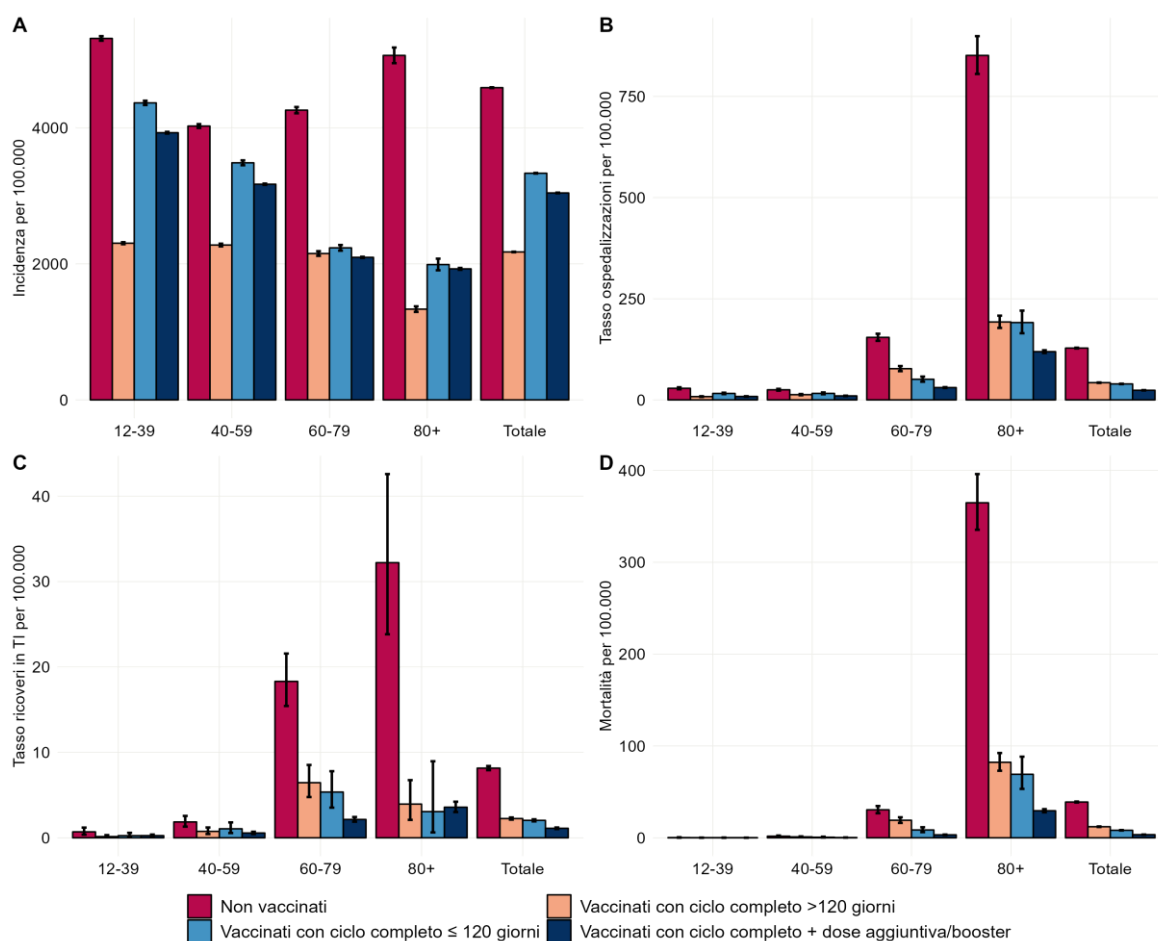 A
Incidenza per 100.000
4000
2000
0
12-39 40-59 60-79 80+ Totale
B
Tasso ospedalizzazioni per 100.000
750
500
250
0
12-39 40-59 60-79 80+ Totale
C
Tasso ricoveri in TI per 100.000
40
30
20
10
0
12-39 40-59 60-79 80+ Totale
D
Mortalità per 100.000
400
300
200
100
0
12-39 40-59 60-79 80+ Totale
Non vaccinati
Vaccinati con ciclo completo >120 giorni
Vaccinati con ciclo completo ≤ 120 giorni
Vaccinati con ciclo completo + dose aggiuntiva/booster